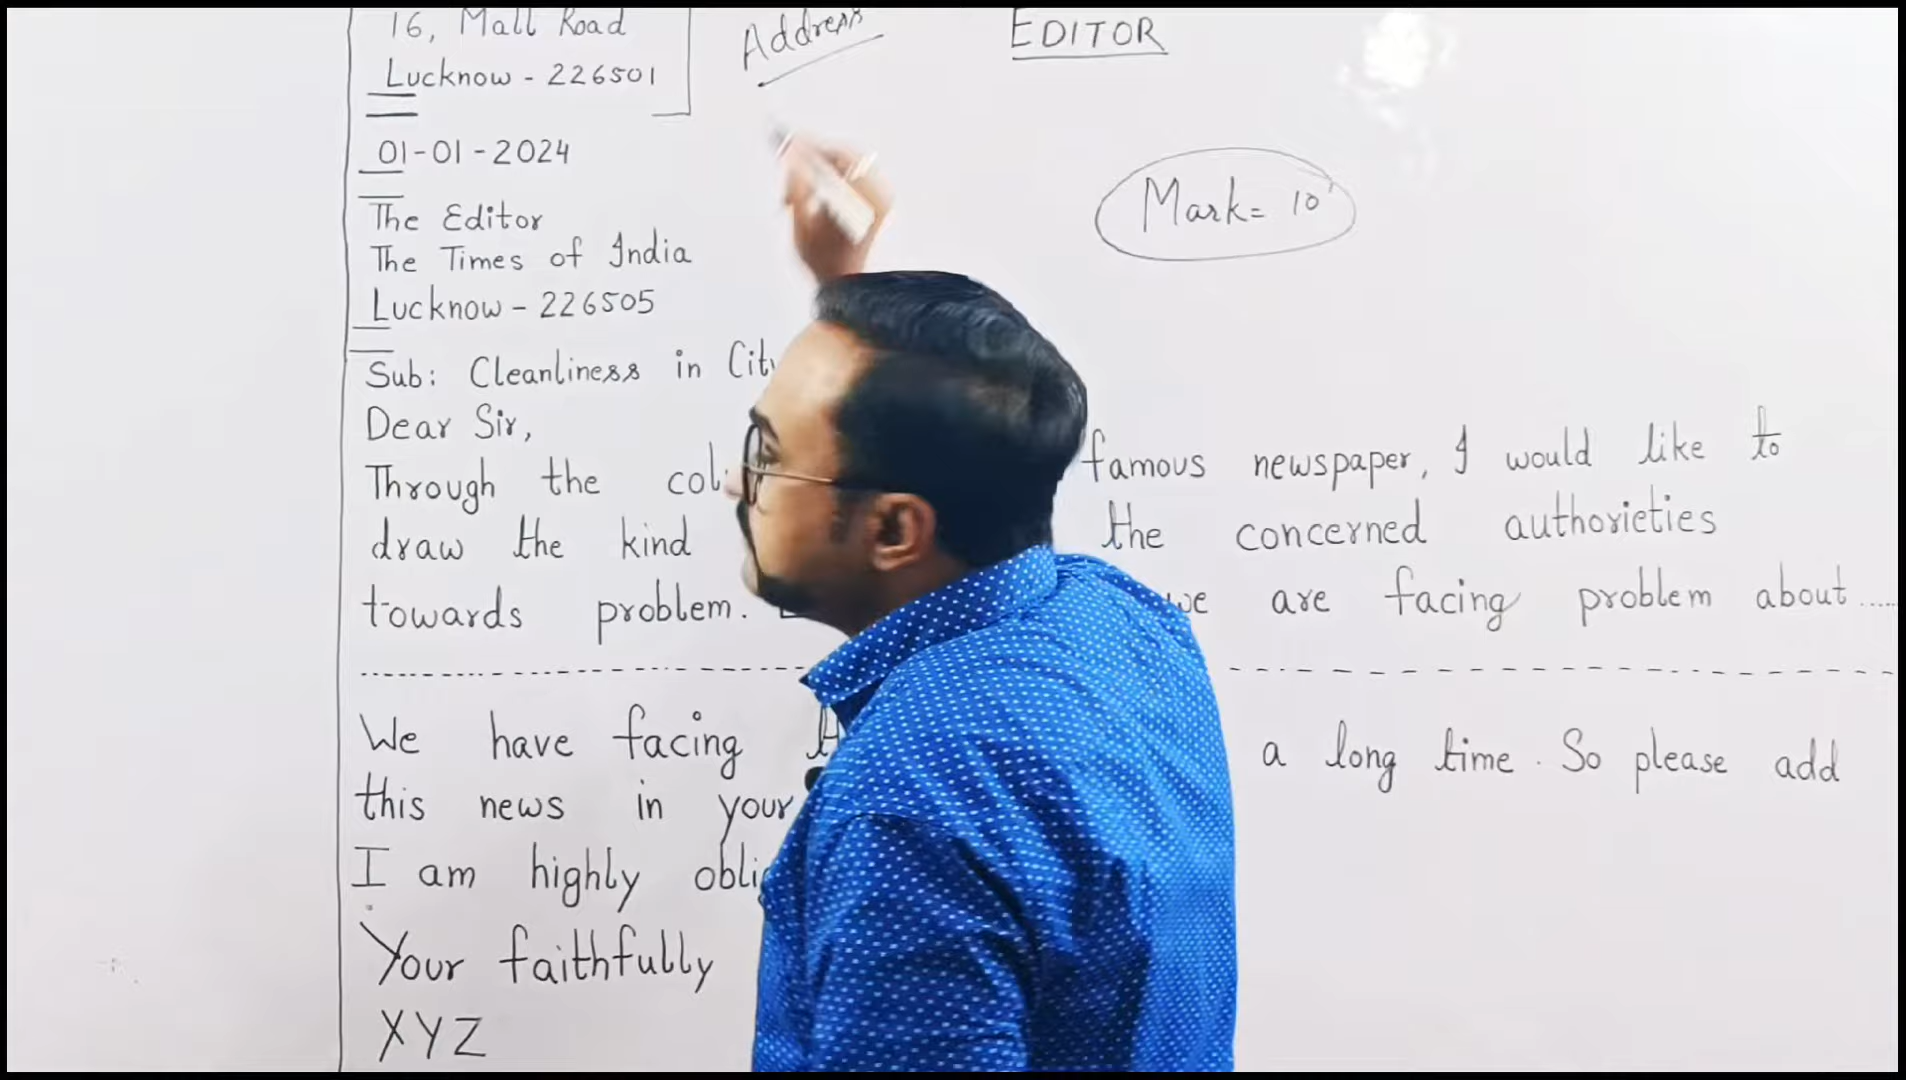 16, Mall Road
Lucknow - 226501
Address
EDITOR
01-01-2024
Mark = 10
The Editor
The Times of India
Lucknow - 226505
Sub: Cleanliness in City
Dear Sir,
Through the famous newspaper, I would like to
draw the kind the concerned authorieties
towards problem. we are facing problem about.....
We have facing a long time. So please add
this news in your
I am highly
Your faithfully
XYZ